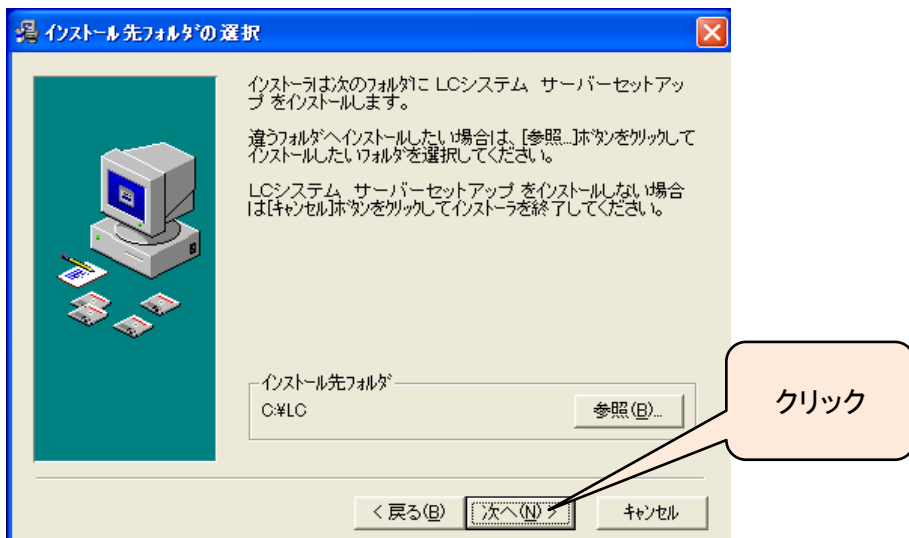 インストール先フォルダの選択
インストーラは次のフォルダに LCシステム サーバーセットアッ
プ をインストールします。
違うフォルダへインストールしたい場合は、[参照...]ボタンをクリックして
インストールしたいフォルダを選択してください。
LCシステム サーバーセットアップ をインストールしない場合
は[キャンセル]ボタンをクリックしてインストーラを終了してください。
インストール先フォルダ
C:¥LC
参照(B)...
クリック
< 戻る(B)
次へ(N) >
キャンセル